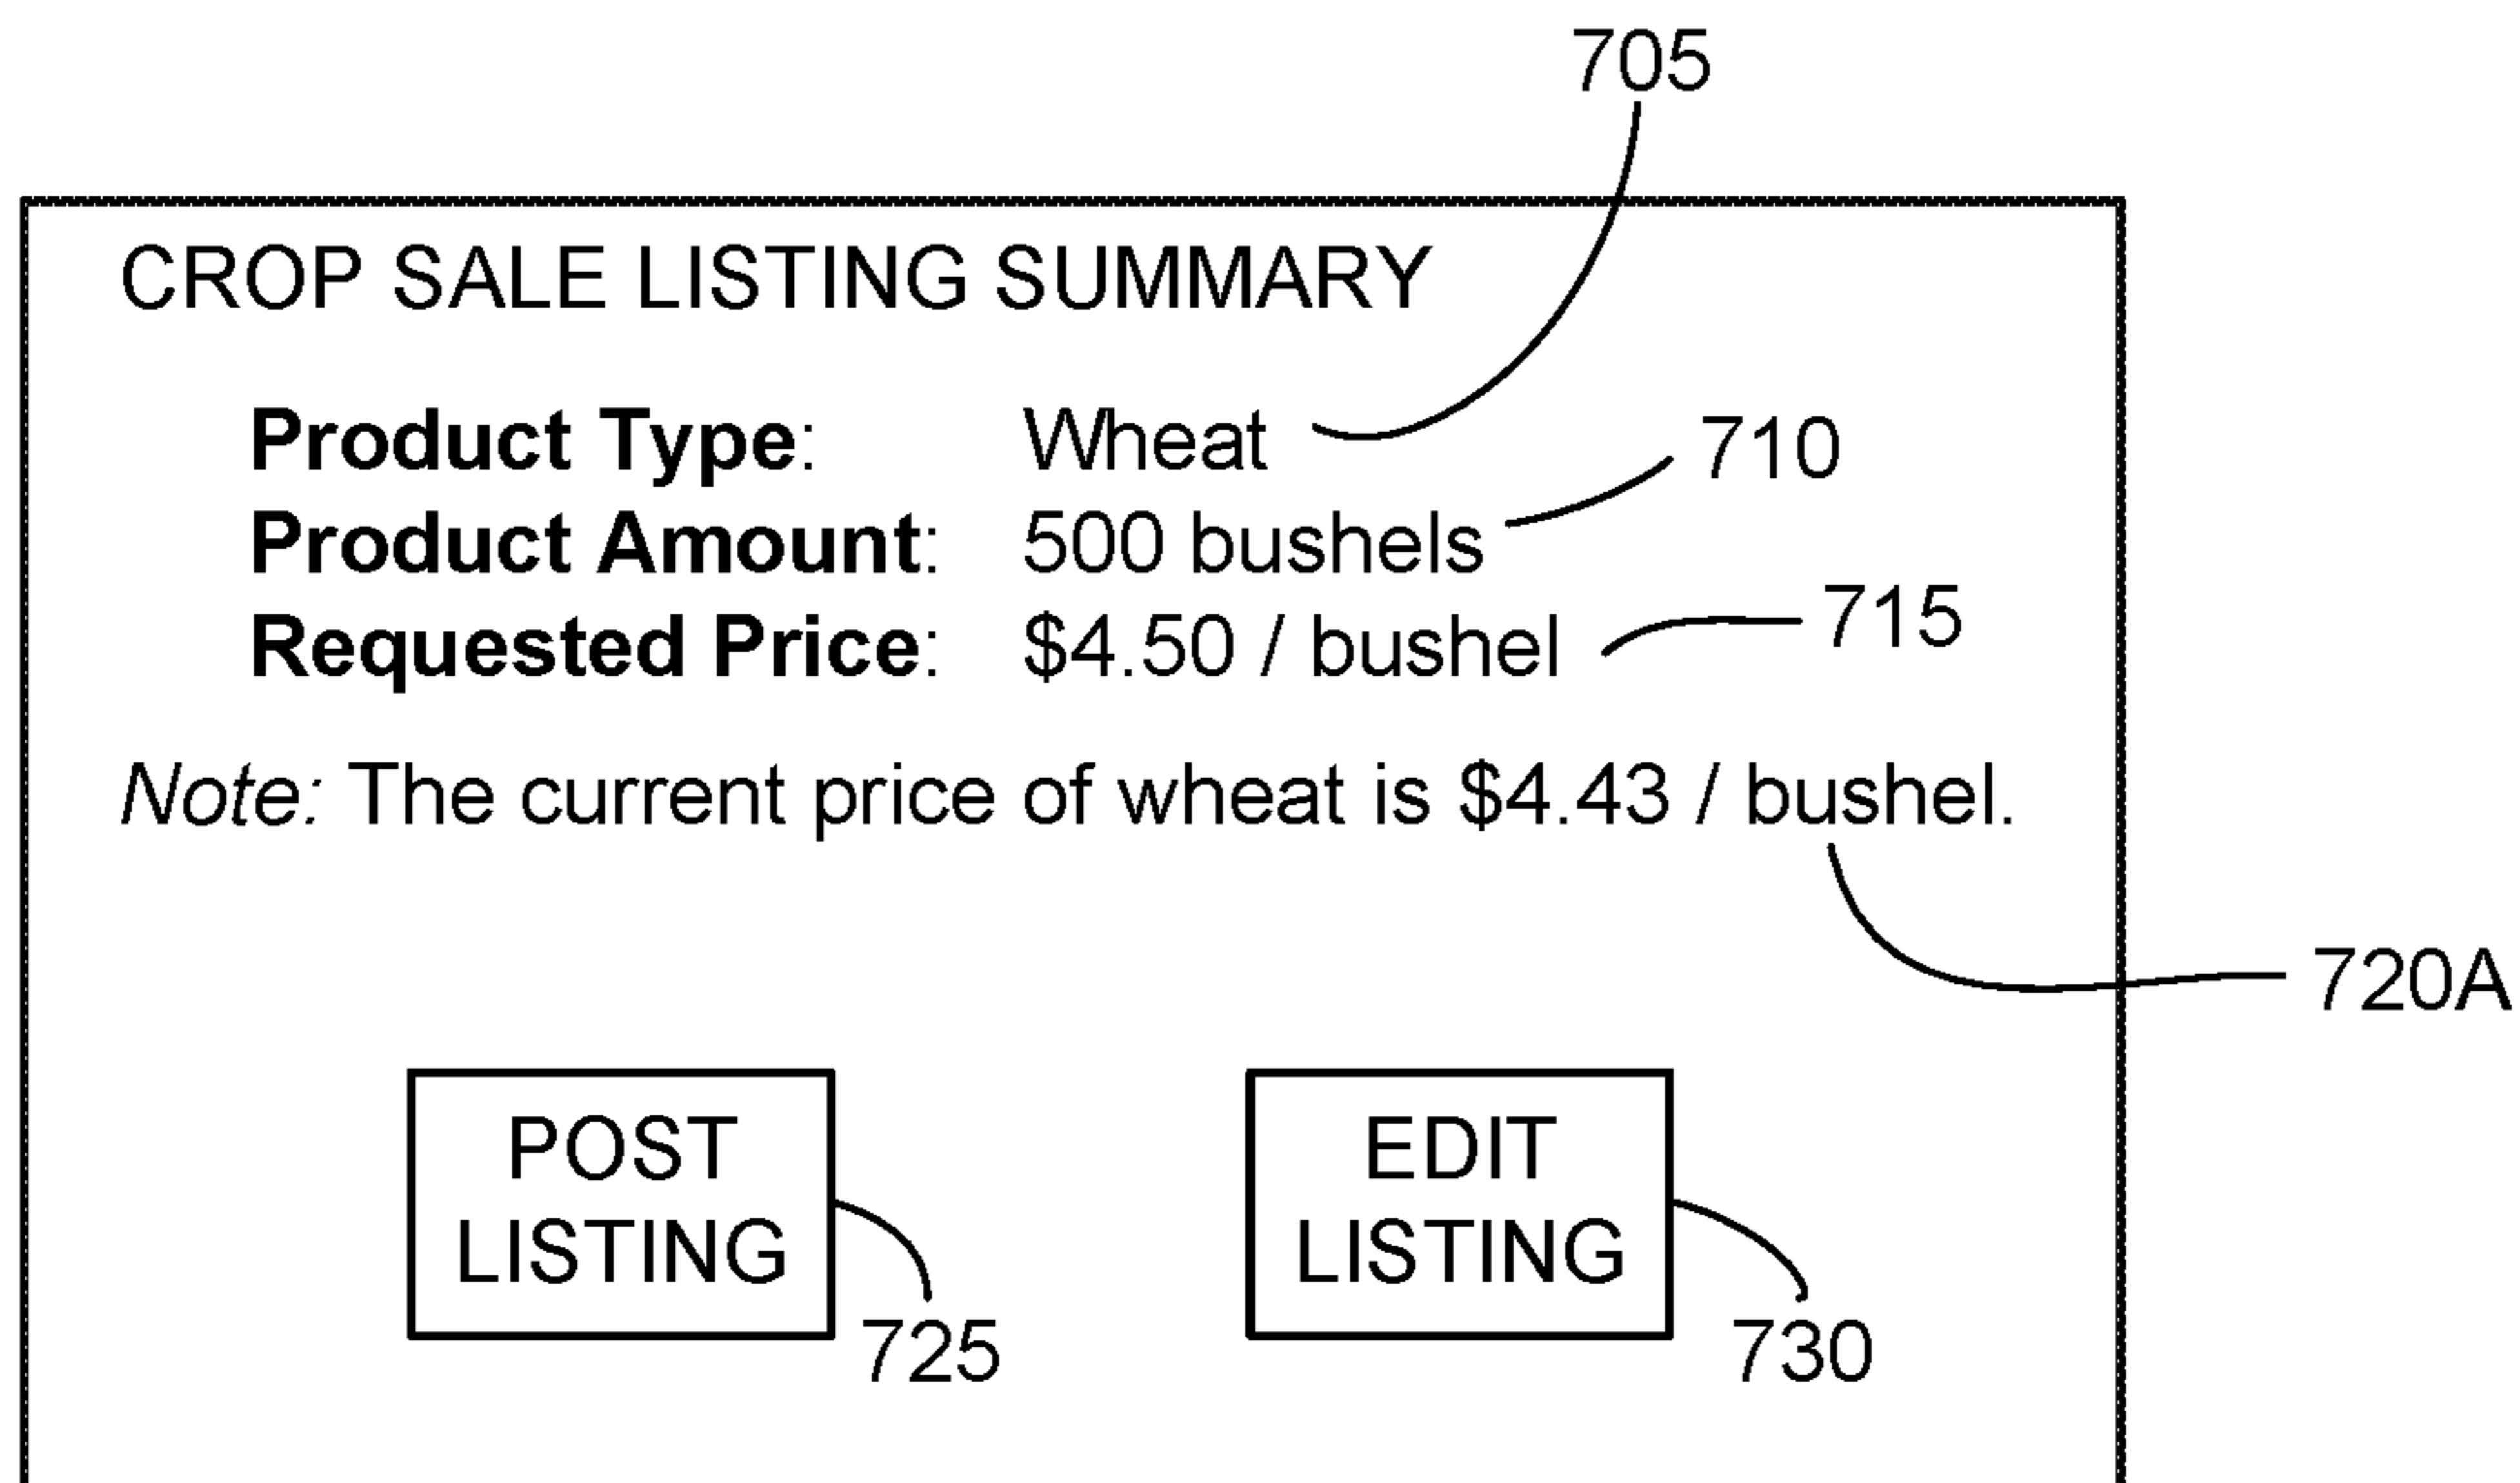 705
CROP SALE LISTING SUMMARY
Product Type: Wheat
710
Product Amount: 500 bushels
Requested Price: $4.50 / bushel
715
Note: The current price of wheat is $4.43 / bushel.
720A
POST
LISTING
725
EDIT
LISTING
730